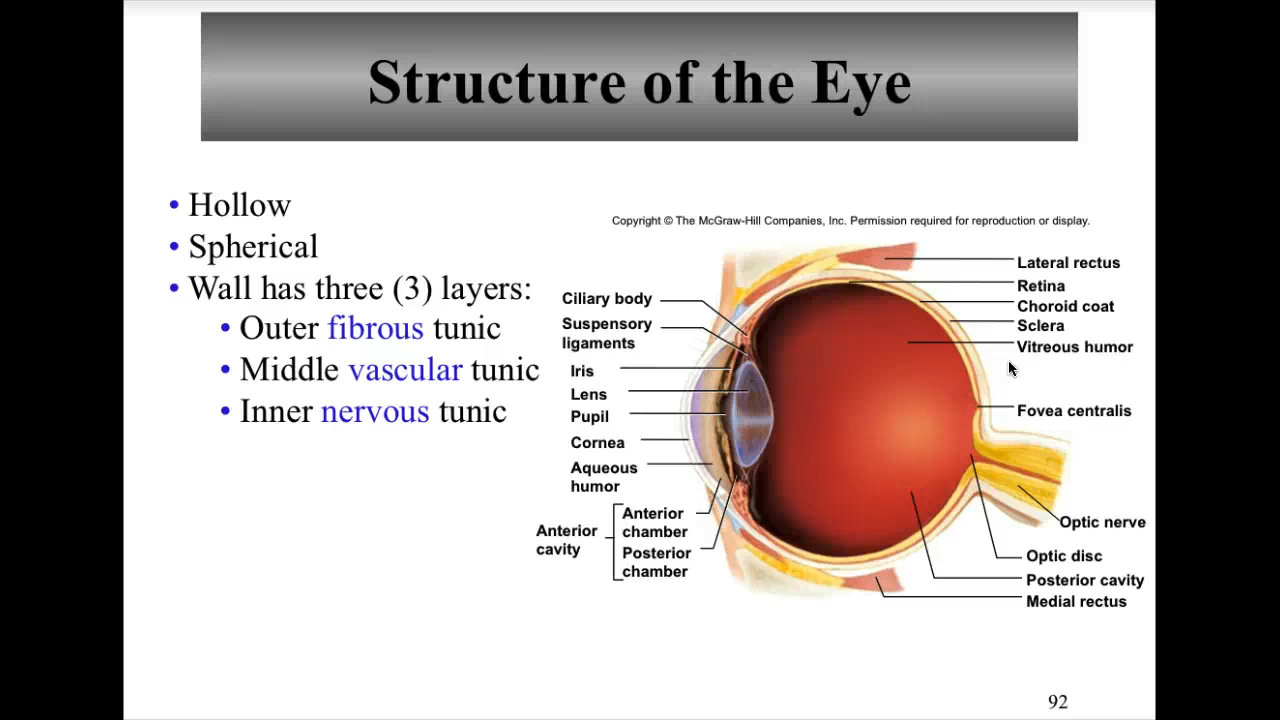 Structure of the Eye
• Hollow
• Spherical
• Wall has three (3) layers:
• Outer fibrous tunic
• Middle vascular tunic
• Inner nervous tunic
Copyright © The McGraw-Hill Companies, Inc. Permission required for reproduction or display.
Ciliary body
Suspensory
ligaments
Iris
Lens
Pupil
Cornea
Aqueous
humor
Anterior
cavity
Anterior
chamber
Posterior
chamber
Lateral rectus
Retina
Choroid coat
Sclera
Vitreous humor
Fovea centralis
Optic nerve
Optic disc
Posterior cavity
Medial rectus
92